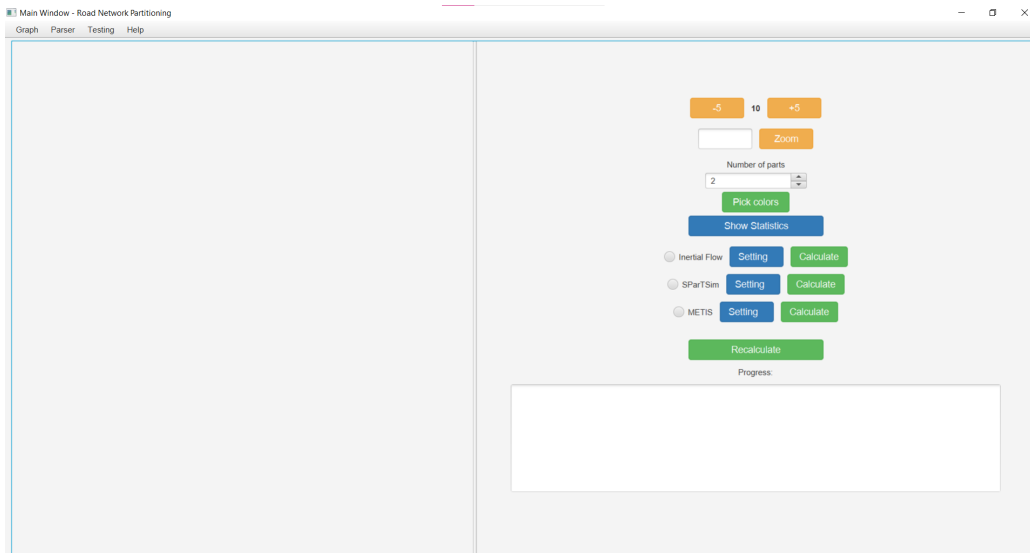 Main Window - Road Network Partitioning
Graph Parser Testing Help
-5 10 +5
Zoom
Number of parts
2
Pick colors
Show Statistics
Inertial Flow Setting Calculate
SParTSim Setting Calculate
METIS Setting Calculate
Recalculate
Progress: